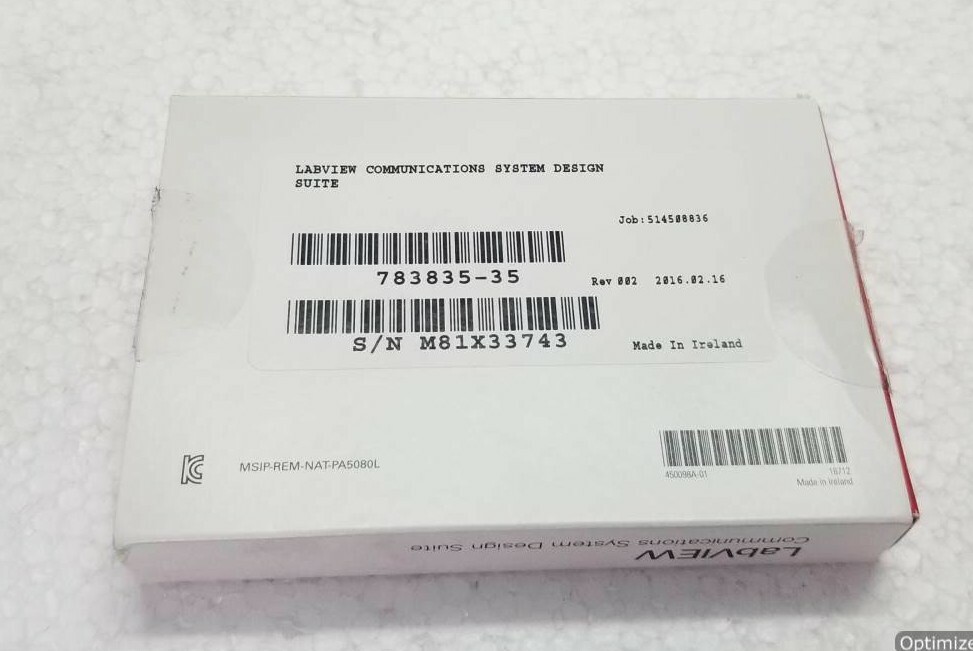 LABVIEW COMMUNICATIONS SYSTEM DESIGN
SUITE
Job:514508836
783835-35
Rev 002 2016.02.16
S/N M81X33743
Made In Ireland
MSIP-REM-NAT-PA5080L
450098A-01
18712
Made in Ireland
LabVIEW
Communications System Design Suite
Optimize